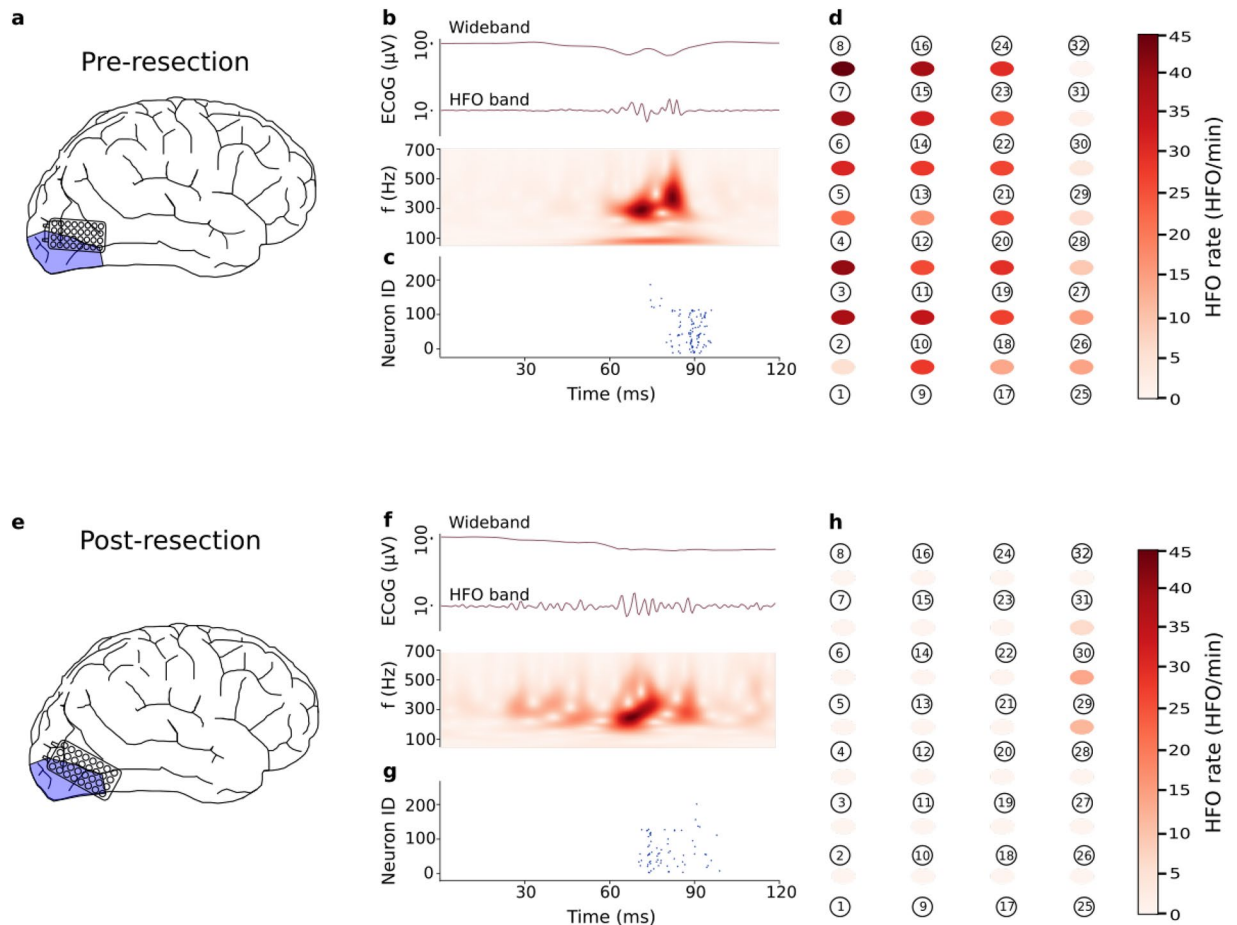 a
Pre-resection
b
Wideband
ECoG (µV)
100
HFO band
10
f (Hz)
700
500
300
100
c
Neuron ID
200
100
0
30 60 90 120
Time (ms)
d
8 16 24 32
7 15 23 31
6 14 22 30
5 13 21 29
4 12 20 28
3 11 19 27
2 10 18 26
1 9 17 25
45
40
35
30
25
20
15
10
5
0
HFO rate (HFO/min)
e
Post-resection
f
Wideband
ECoG (µV)
100
HFO band
10
f (Hz)
700
500
300
100
g
Neuron ID
200
100
0
30 60 90 120
Time (ms)
h
8 16 24 32
7 15 23 31
6 14 22 30
5 13 21 29
4 12 20 28
3 11 19 27
2 10 18 26
1 9 17 25
45
40
35
30
25
20
15
10
5
0
HFO rate (HFO/min)